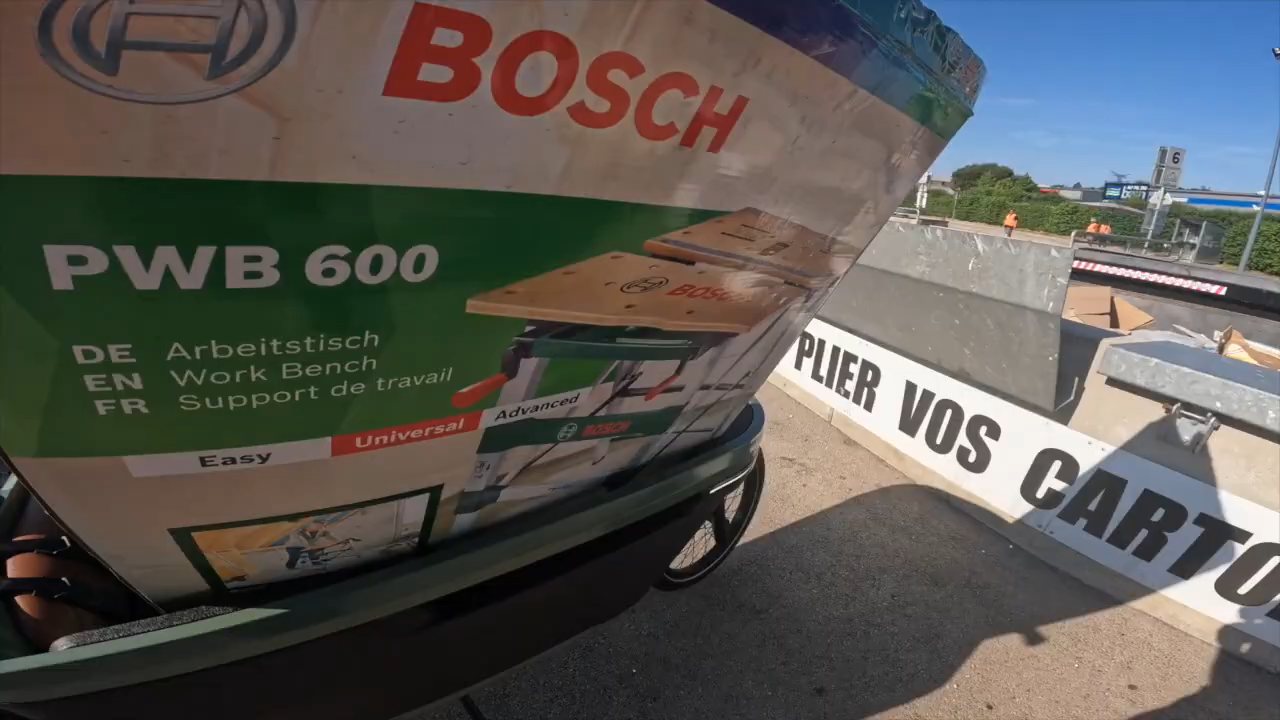 BOSCH
PWB 600
DE Arbeitstisch
EN Work Bench
FR Support de travail
Easy Universal Advanced
BOSCH
BOSCH
6
PLIER VOS CARTO